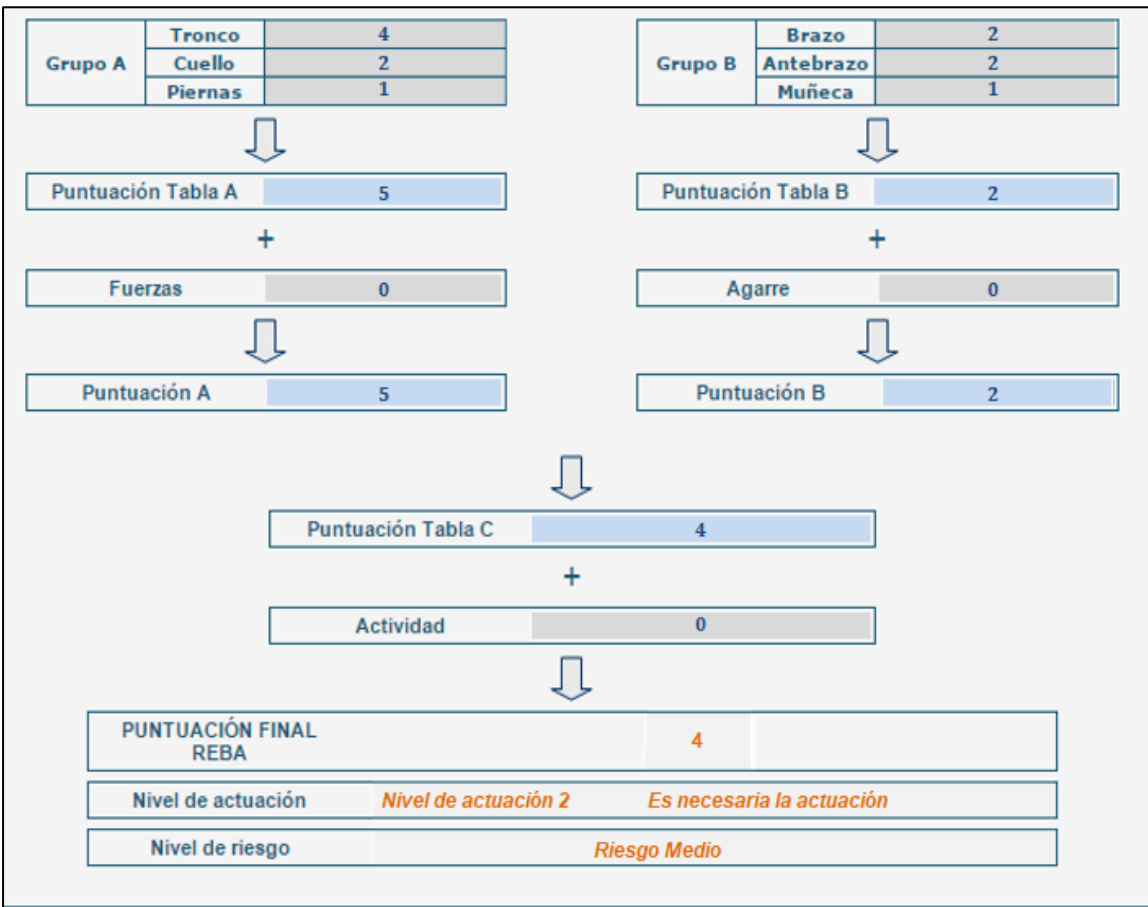 Grupo A
Tronco 4
Cuello 2
Piernas 1
Grupo B
Brazo 2
Antebrazo 2
Muñeca 1
Puntuación Tabla A 5
Puntuación Tabla B 2
+
+
Fuerzas 0
Agarre 0
Puntuación A 5
Puntuación B 2
Puntuación Tabla C 4
+
Actividad 0
PUNTUACIÓN FINAL
REBA
4
Nivel de actuación Nivel de actuación 2 Es necesaria la actuación
Nivel de riesgo Riesgo Medio